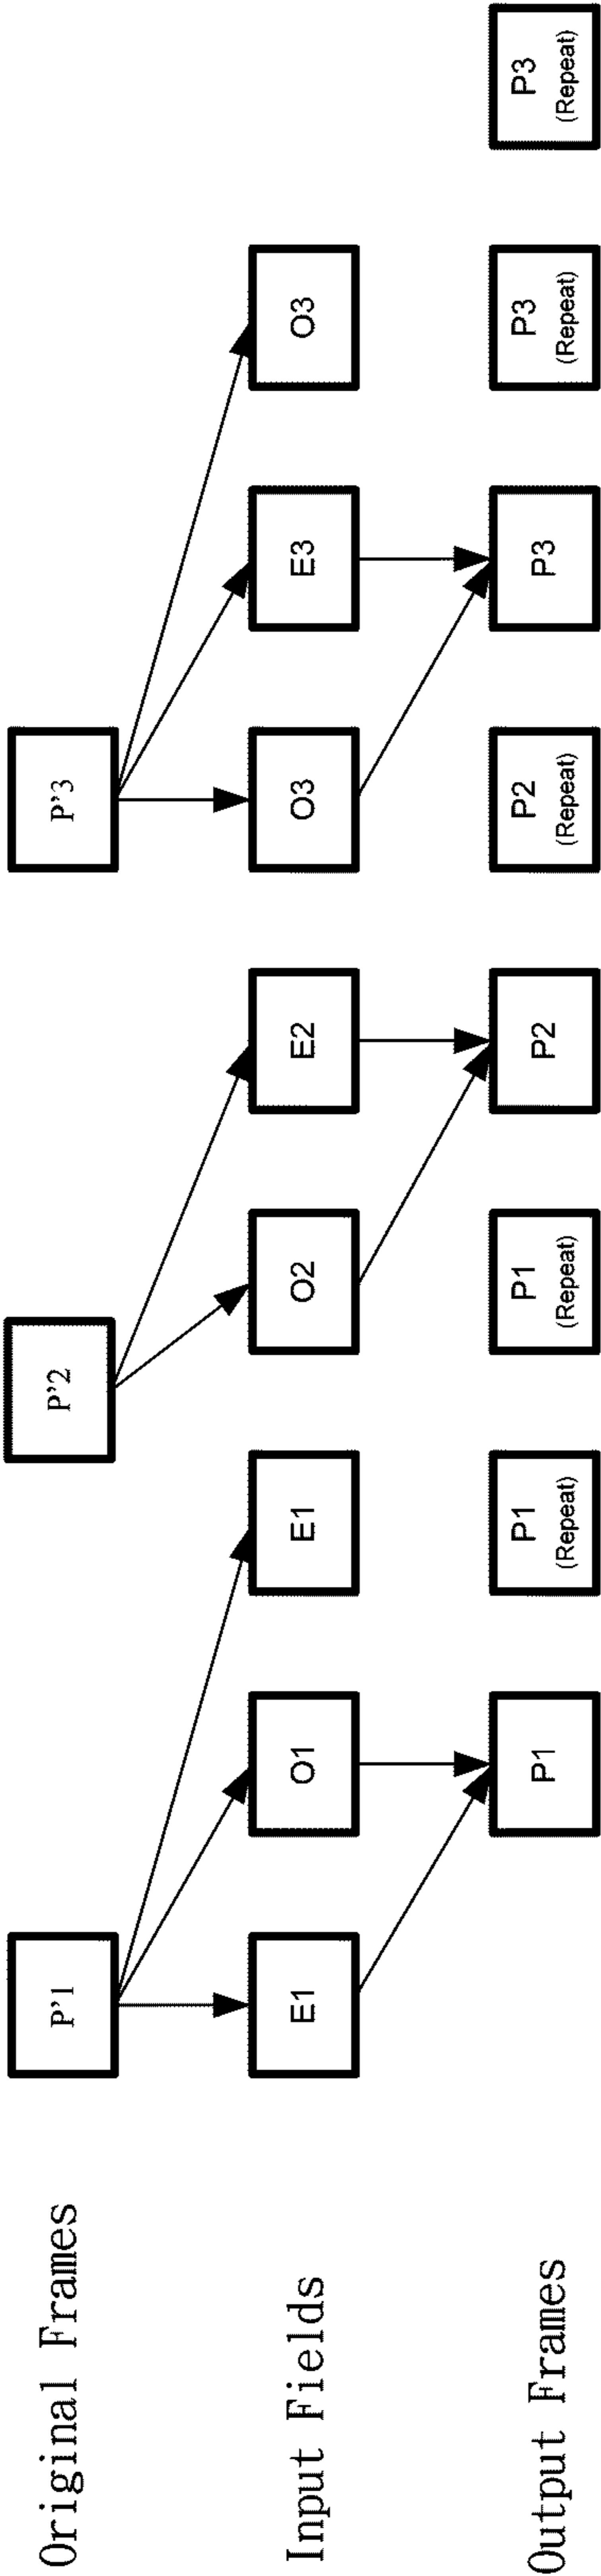 Original Frames
P'1
P'2
P'3
Input Fields
E1
O1
E1
O2
E2
O3
E3
O3
Output Frames
P1
P1
(Repeat)
P1
(Repeat)
P2
P2
(Repeat)
P3
P3
(Repeat)
P3
(Repeat)